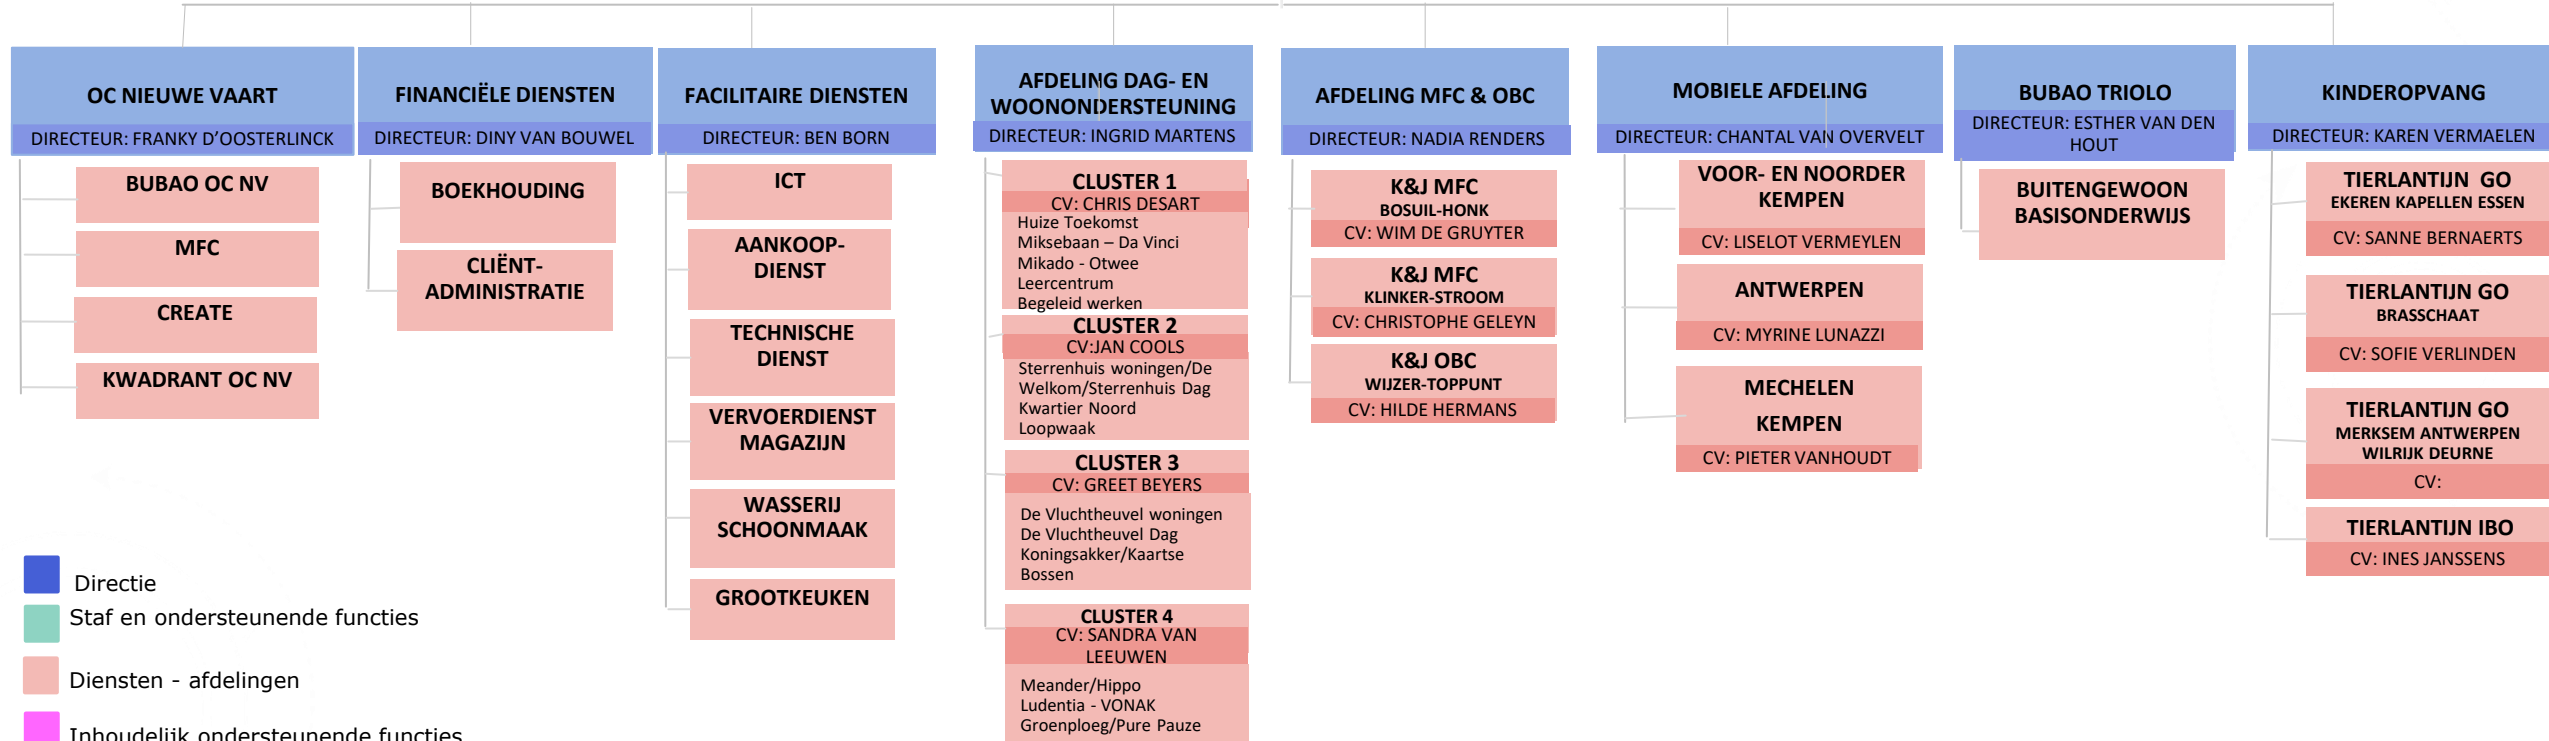 OC NIEUWE VAART
DIRECTEUR: FRANKY D'OOSTERLINCK
BUBAO OC NV
MFC
CREATE
KWADRANT OC NV
FINANCIËLE DIENSTEN
DIRECTEUR: DINY VAN BOUWEL
BOEKHOUDING
CLIËNT-
ADMINISTRATIE
FACILITAIRE DIENSTEN
DIRECTEUR: BEN BORN
ICT
AANKOOP-
DIENST
TECHNISCHE
DIENST
VERVOERDIENST
MAGAZIJN
WASSERIJ
SCHOONMAAK
GROOTKEUKEN
AFDELING DAG- EN
WOONONDERSTEUNING
DIRECTEUR: INGRID MARTENS
CLUSTER 1
CV: CHRIS DESART
Huize Toekomst
Miksebaan – Da Vinci
Mikado - Otwee
Leercentrum
Begeleid werken
CLUSTER 2
CV:JAN COOLS
Sterrenhuis woningen/De
Welkom/Sterrenhuis Dag
Kwartier Noord
Loopwaak
CLUSTER 3
CV: GREET BEYERS
De Vluchtheuvel woningen
De Vluchtheuvel Dag
Koningsakker/Kaartse
Bossen
CLUSTER 4
CV: SANDRA VAN
LEEUWEN
Meander/Hippo
Ludentia - VONAK
Groenploeg/Pure Pauze
AFDELING MFC & OBC
DIRECTEUR: NADIA RENDERS
K&J MFC
BOSUIL-HONK
CV: WIM DE GRUYTER
K&J MFC
KLINKER-STROOM
CV: CHRISTOPHE GELEYN
K&J OBC
WIJZER-TOPPUNT
CV: HILDE HERMANS
MOBIELE AFDELING
DIRECTEUR: CHANTAL VAN OVERVELT
VOOR- EN NOORDER
KEMPEN
CV: LISELOT VERMEYLEN
ANTWERPEN
CV: MYRINE LUNAZZI
MECHELEN
KEMPEN
CV: PIETER VANHOUDT
BUBAO TRIOLO
DIRECTEUR: ESTHER VAN DEN
HOUT
BUITENGEWOON
BASISONDERWIJS
KINDEROPVANG
DIRECTEUR: KAREN VERMAELEN
TIERLANTIJN GO
EKEREN KAPELLEN ESSEN
CV: SANNE BERNAERTS
TIERLANTIJN GO
BRASSCHAAT
CV: SOFIE VERLINDEN
TIERLANTIJN GO
MERKSEM ANTWERPEN
WILRIJK DEURNE
CV:
TIERLANTIJN IBO
CV: INES JANSSENS
Directie
Staf en ondersteunende functies
Diensten - afdelingen
Inhoudelijk ondersteunende functies